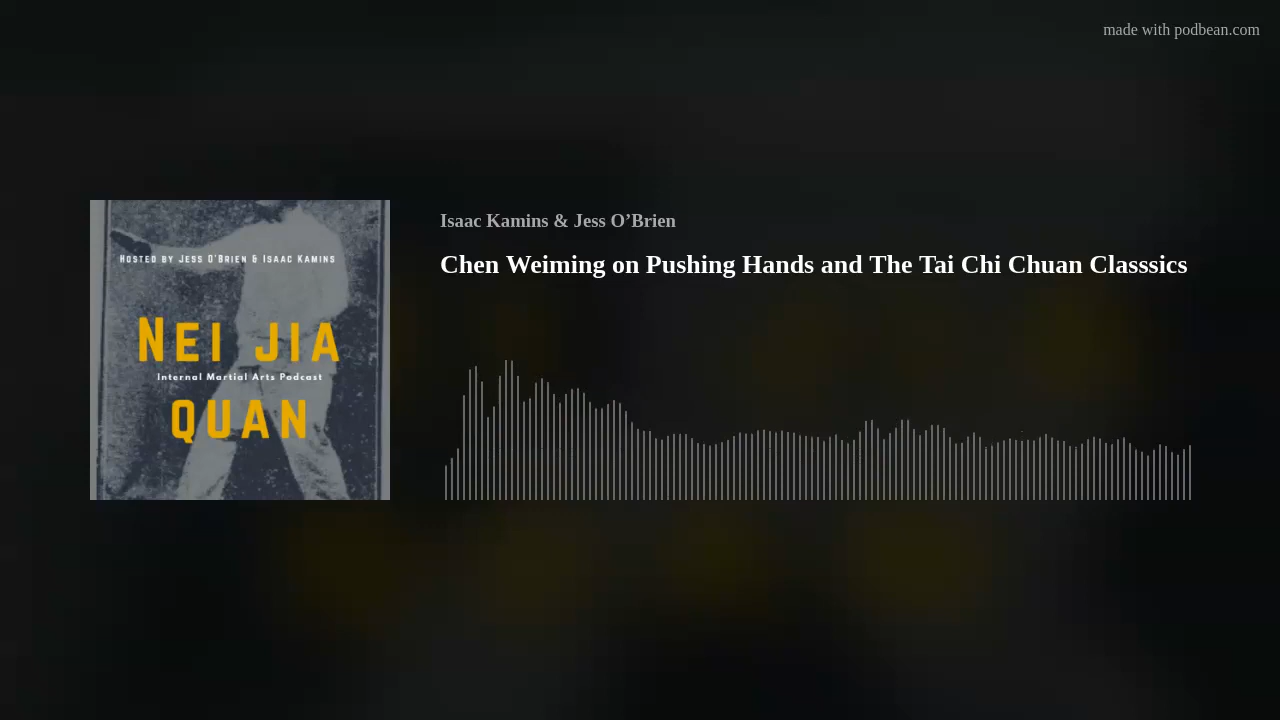 made with podbean.com
Isaac Kamins & Jess O’Brien
Chen Weiming on Pushing Hands and The Tai Chi Chuan Classsics
Hosted by Jess O'Brien & Isaac Kamins
Nei jia
Internal Martial Arts Podcast
Quan